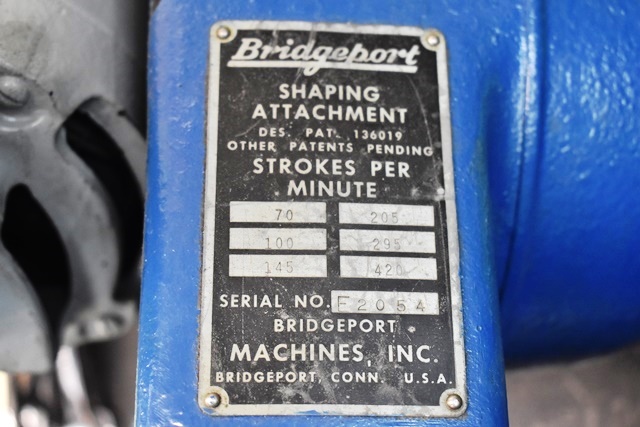 Bridgeport
SHAPING
ATTACHMENT
DES. PAT. 136019
OTHER PATENTS PENDING
STROKES PER
MINUTE
70 205
100 295
145 420
SERIAL NO. E2054
BRIDGEPORT
MACHINES, INC.
BRIDGEPORT, CONN. U.S.A.